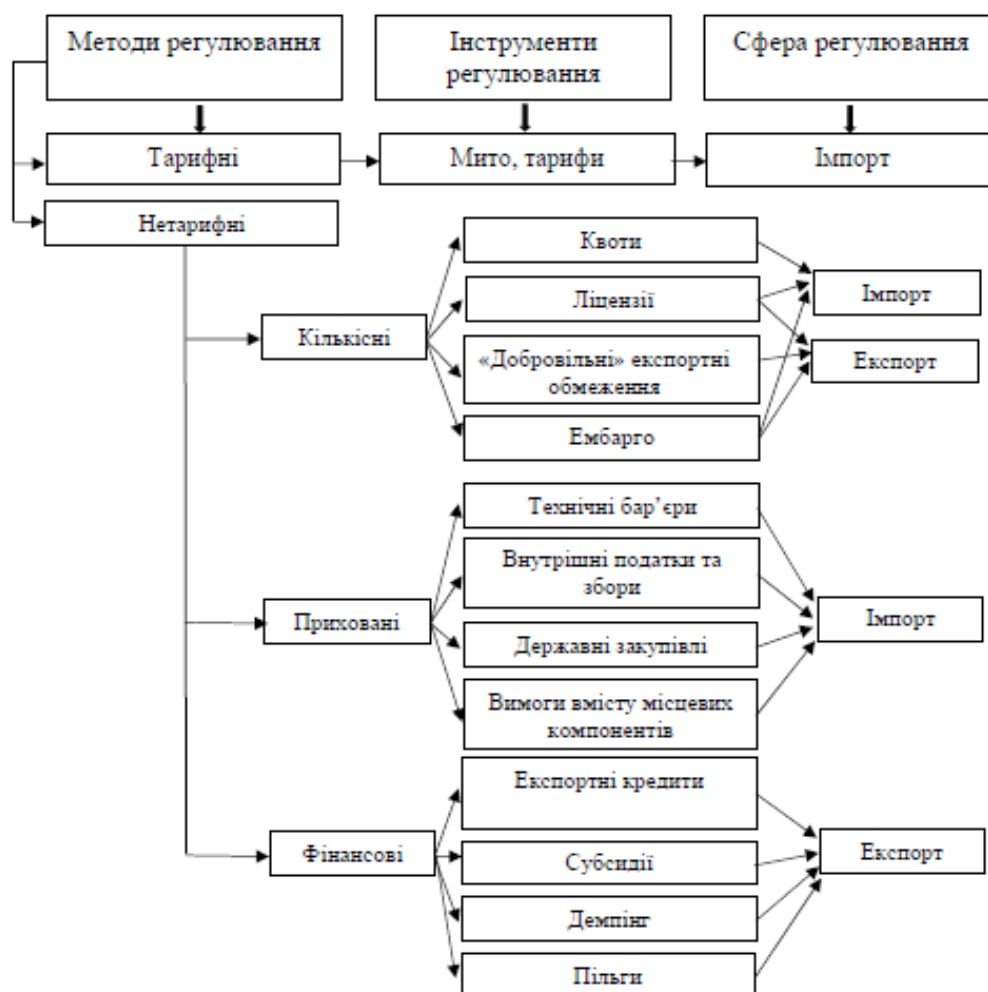 Методи регулювання
Інструменти
регулювання
Сфера регулювання
Тарифні
Мито, тарифи
Імпорт
Нетарифні
Кількісні
Квоти
Ліцензії
«Добровільні» експортні
обмеження
Ембарго
Імпорт
Експорт
Приховані
Технічні бар’єри
Внутрішні податки та
збори
Державні закупівлі
Вимоги вмісту місцевих
компонентів
Імпорт
Фінансові
Експортні кредити
Субсидії
Демпінг
Пільги
Експорт